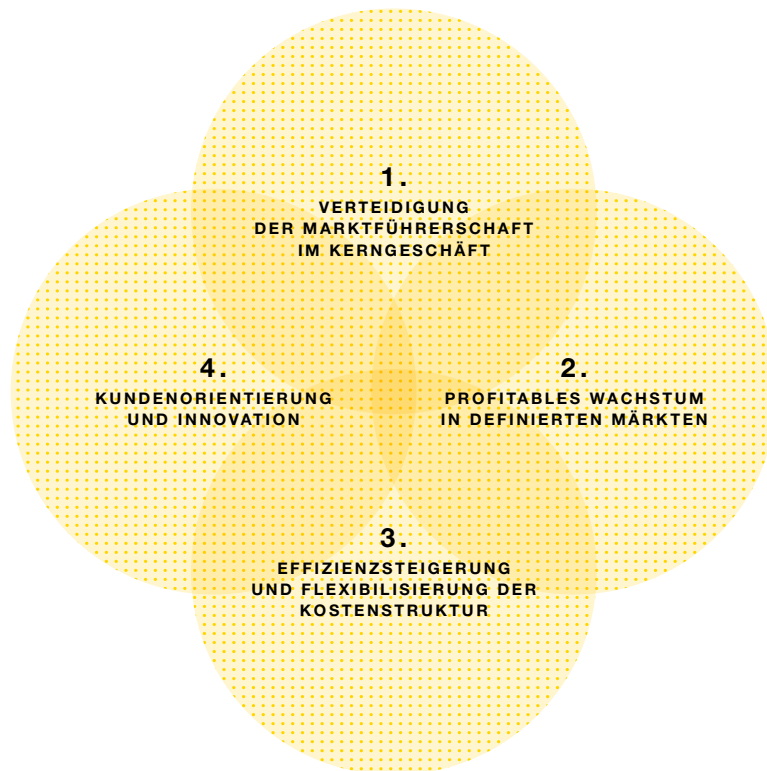 1.
VERTEIDIGUNG
DER MARKTFÜHRERSCHAFT
IM KERNGESCHÄFT
2.
PROFITABLES WACHSTUM
IN DEFINIERTEN MÄRKTEN
3.
EFFIZIENZSTEIGERUNG
UND FLEXIBILISIERUNG DER
KOSTENSTRUKTUR
4.
KUNDENORIENTIERUNG
UND INNOVATION